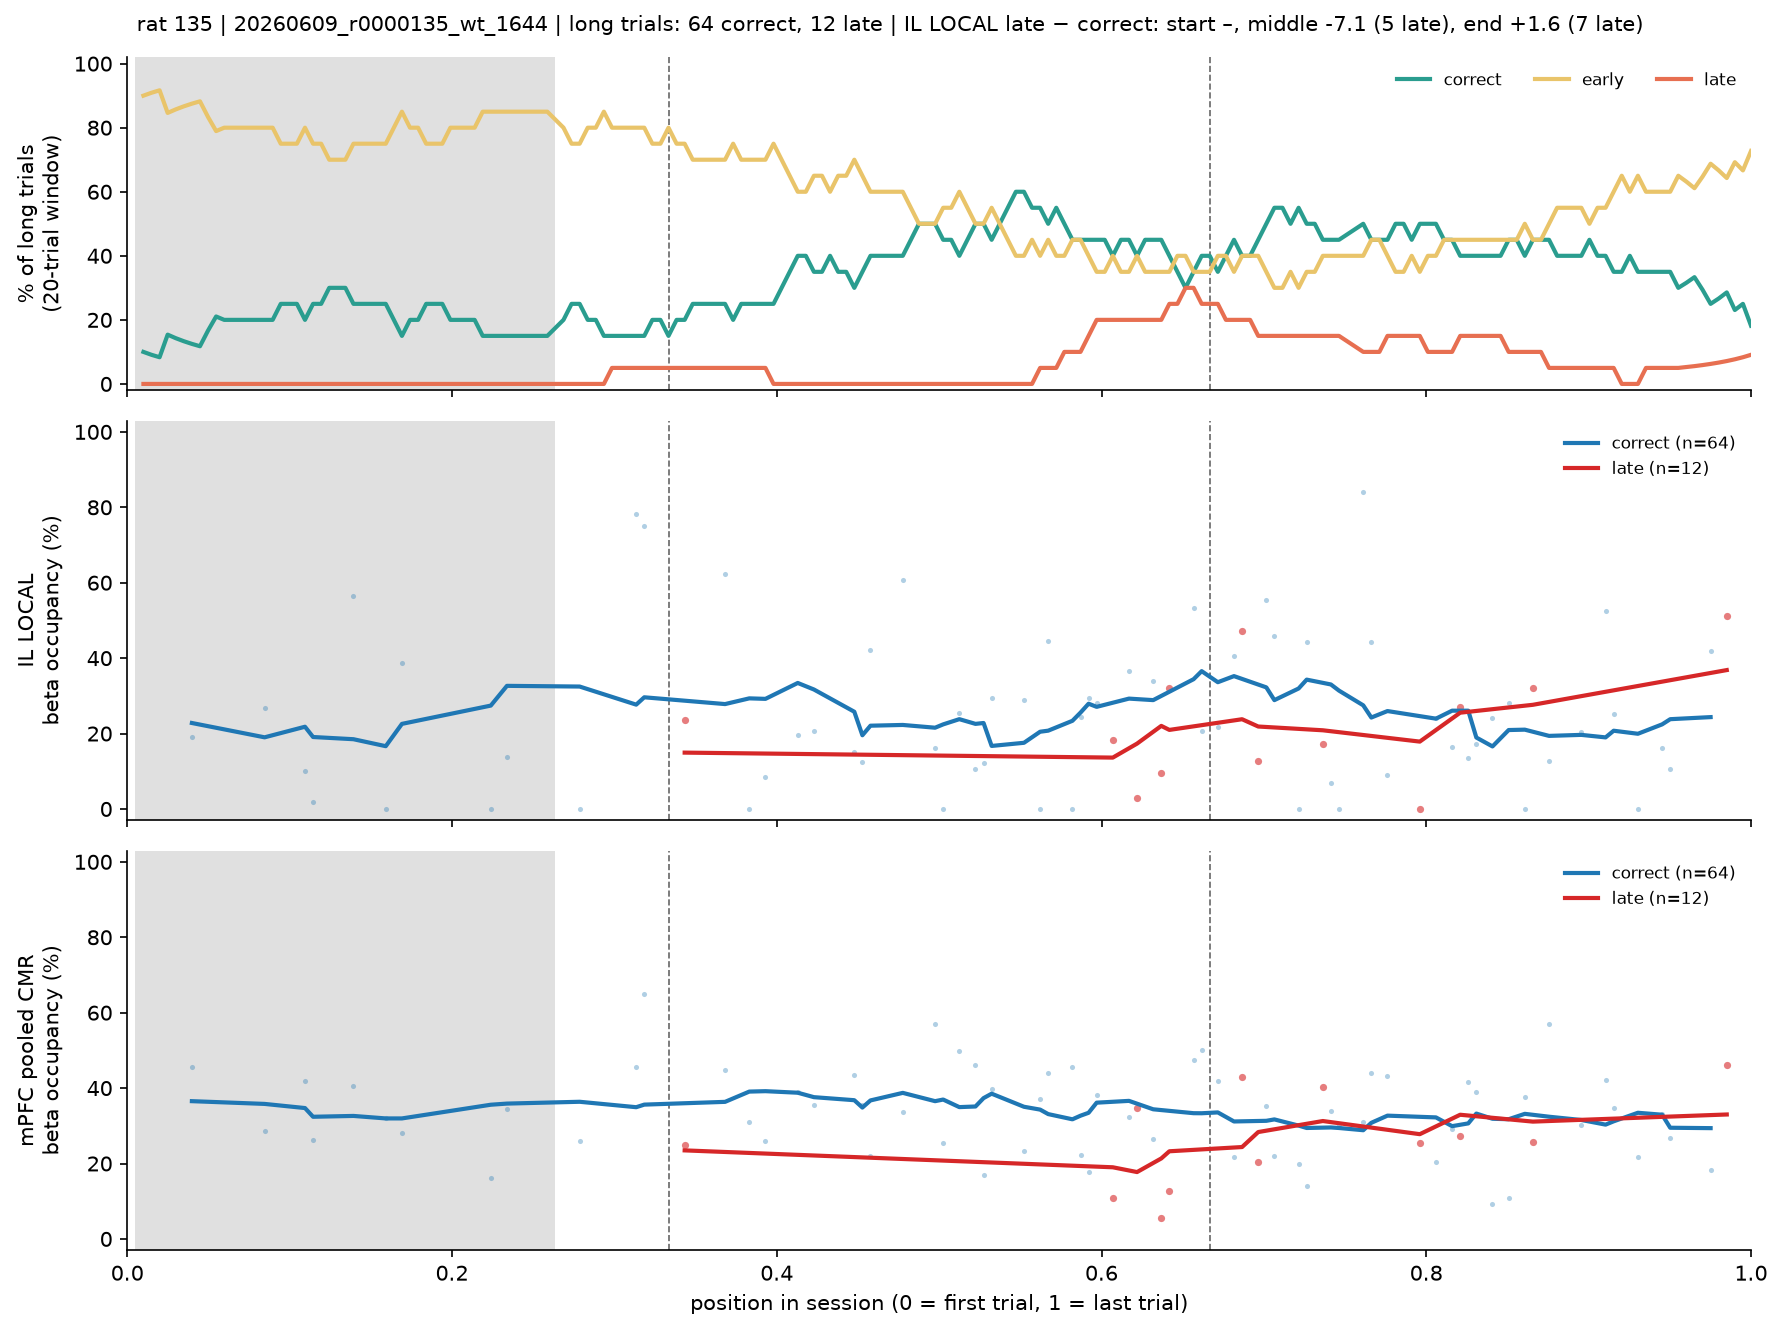 rat 135 | 20260609_r0000135_wt_1644 | long trials: 64 correct, 12 late | IL LOCAL late − correct: start –, middle -7.1 (5 late), end +1.6 (7 late)
100
80
60
40
20
0
% of long trials
(20-trial window)
correct
early
late
100
80
60
40
20
0
IL LOCAL
beta occupancy (%)
correct (n=64)
late (n=12)
100
80
60
40
20
0
mPFC pooled CMR
beta occupancy (%)
correct (n=64)
late (n=12)
0.0 0.2 0.4 0.6 0.8 1.0
position in session (0 = first trial, 1 = last trial)